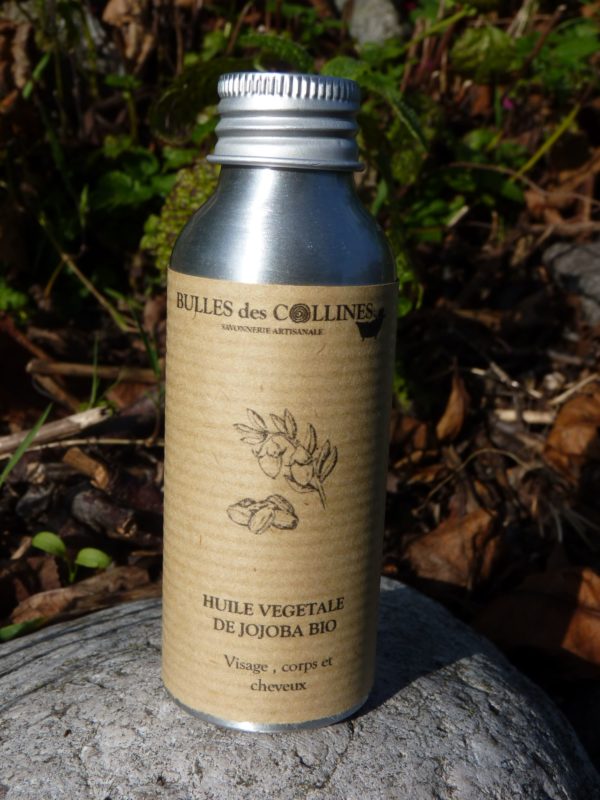 BULLES des COLLINES
SAVONNERIE ARTISANALE
HUILE VEGETALE
DE JOJOBA BIO
Visage , corps et
cheveux